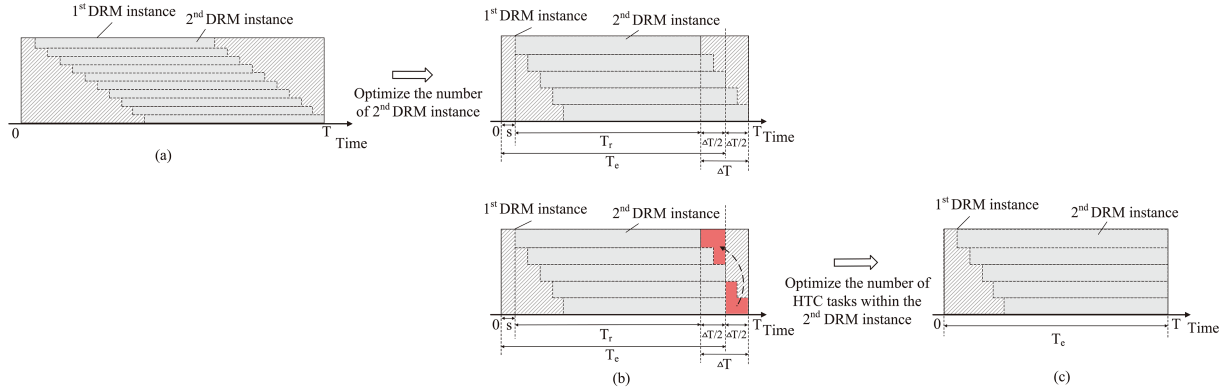 1st DRM instance
2nd DRM instance
0
T
Time
(a)
Optimize the number
of 2nd DRM instance
1st DRM instance
2nd DRM instance
0
s
Tr
ΔT/2
ΔT/2
T
Time
Te
ΔT
1st DRM instance
2nd DRM instance
0
s
Tr
ΔT/2
ΔT/2
T
Time
Te
ΔT
(b)
Optimize the number of
HTC tasks within the
2nd DRM instance
1st DRM instance
2nd DRM instance
0
T
Time
Te
(c)